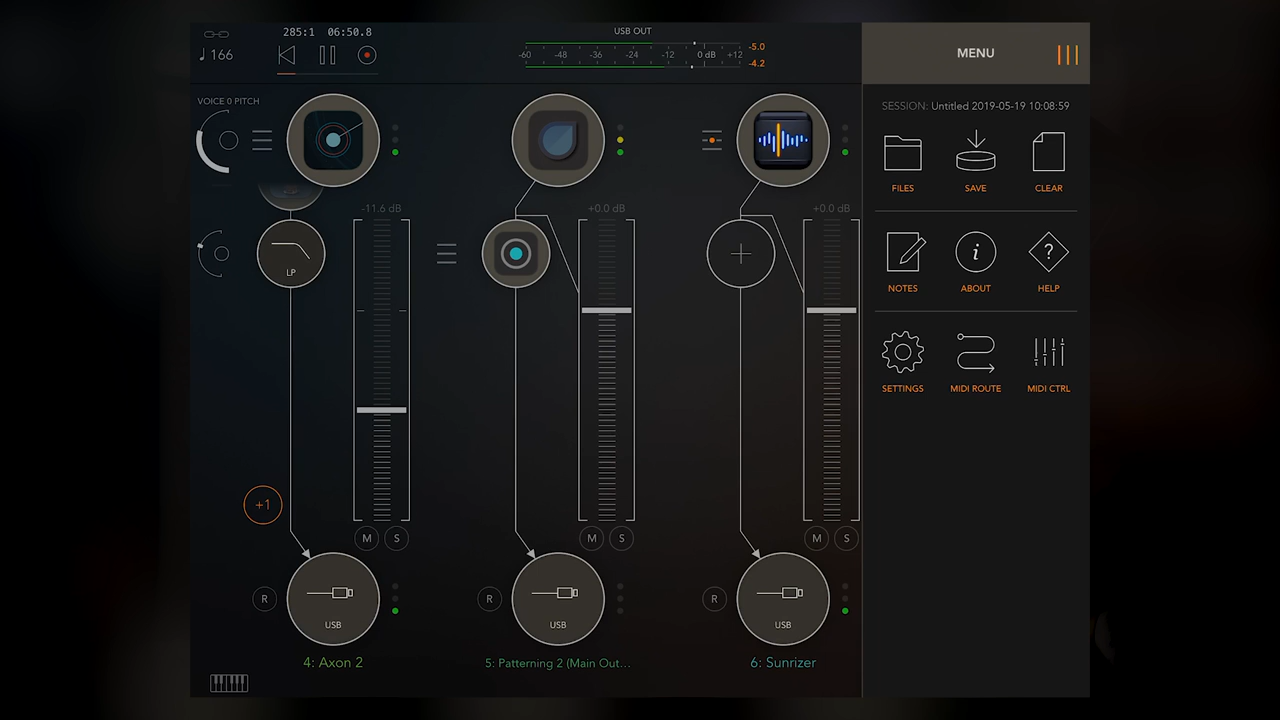 285:1 06:50.8
166
USB OUT
-60 -48 -36 -24 -12 0 dB +12
-5.0
-4.2
MENU
VOICE 0 PITCH
SESSION: Untitled 2019-05-19 10:08:59
FILES SAVE CLEAR
-11.6 dB +0.0 dB +0.0 dB
LP
NOTES ABOUT HELP
SETTINGS MIDI ROUTE MIDI CTRL
+1
M S M S M S
R USB R USB R USB
4: Axon 2 5: Patterning 2 (Main Out... 6: Sunrizer